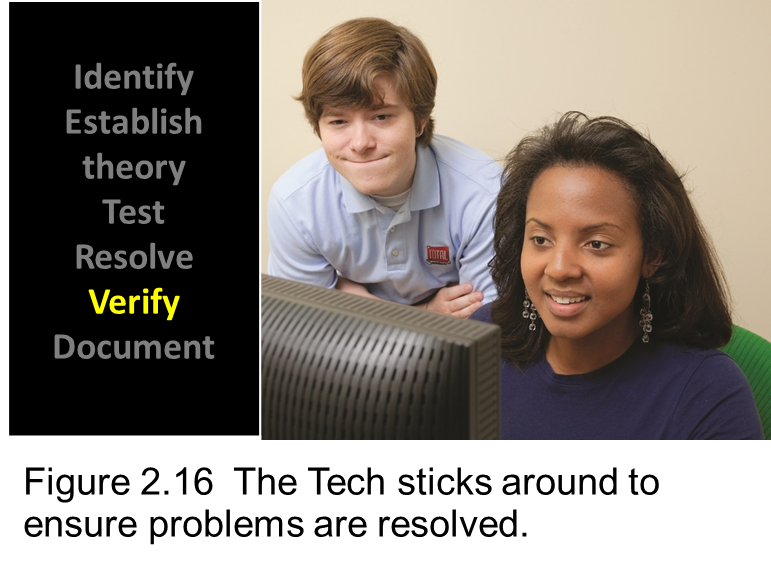 Identify
Establish
theory
Test
Resolve
Verify
Document
TOTAL
Figure 2.16  The Tech sticks around to
ensure problems are resolved.